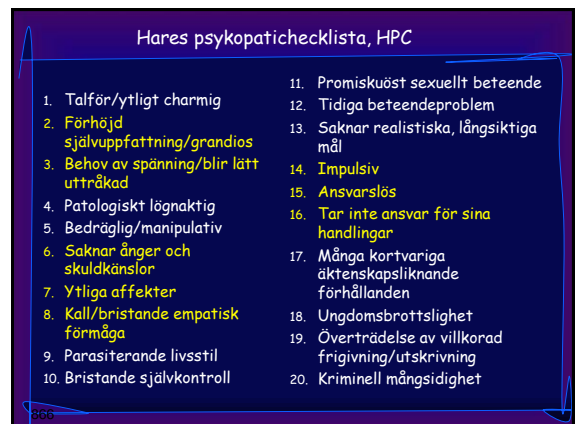 Hares psykopatichecklista, HPC
1. Talför/ytligt charmig
2. Förhöjd
självuppfattning/grandios
3. Behov av spänning/blir lätt
uttråkad
4. Patologiskt lögnaktig
5. Bedräglig/manipulativ
6. Saknar ånger och
skuldkänslor
7. Ytliga affekter
8. Kall/bristande empatisk
förmåga
9. Parasiterande livsstil
10. Bristande självkontroll
11. Promiskuöst sexuellt beteende
12. Tidiga beteendeproblem
13. Saknar realistiska, långsiktiga
mål
14. Impulsiv
15. Ansvarslös
16. Tar inte ansvar för sina
handlingar
17. Många kortvariga
äktenskapsliknande
förhållanden
18. Ungdomsbrottslighet
19. Överträdelse av villkorad
frigivning/utskrivning
20. Kriminell mångsidighet
866